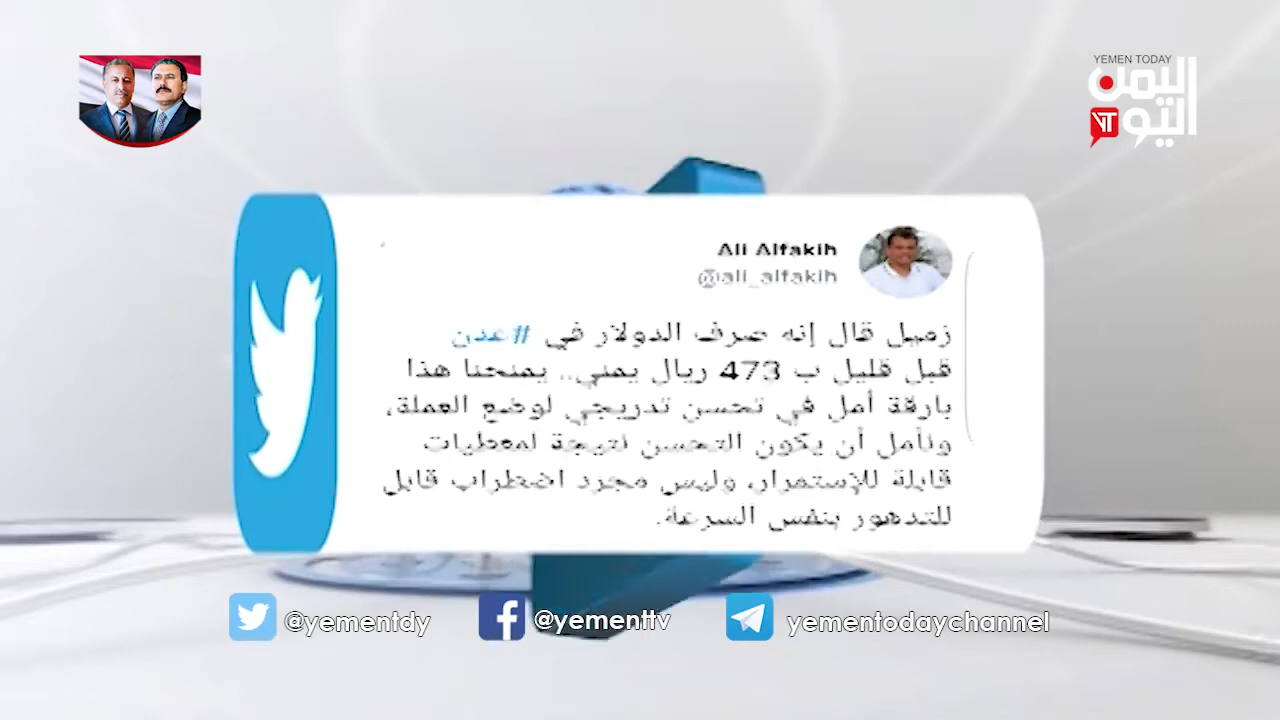 YEMEN TODAY
اليمن
اليوم
YT
Ali Alfakih
@ali_alfakih
زميل قال إنه صرف الدولار في #عدن
قبل قليل ب 473 ريال يمني.. يمنحنا هذا
بارقة أمل في تحسن تدريجي لوضع العملة،
ونأمل أن يكون التحسن نتيجة لمعطيات
قابلة للإستمرار، وليس مجرد اضطراب قابل
للتدهور بنفس السرعة.
@yementdy
@yementtv
yementodaychannel